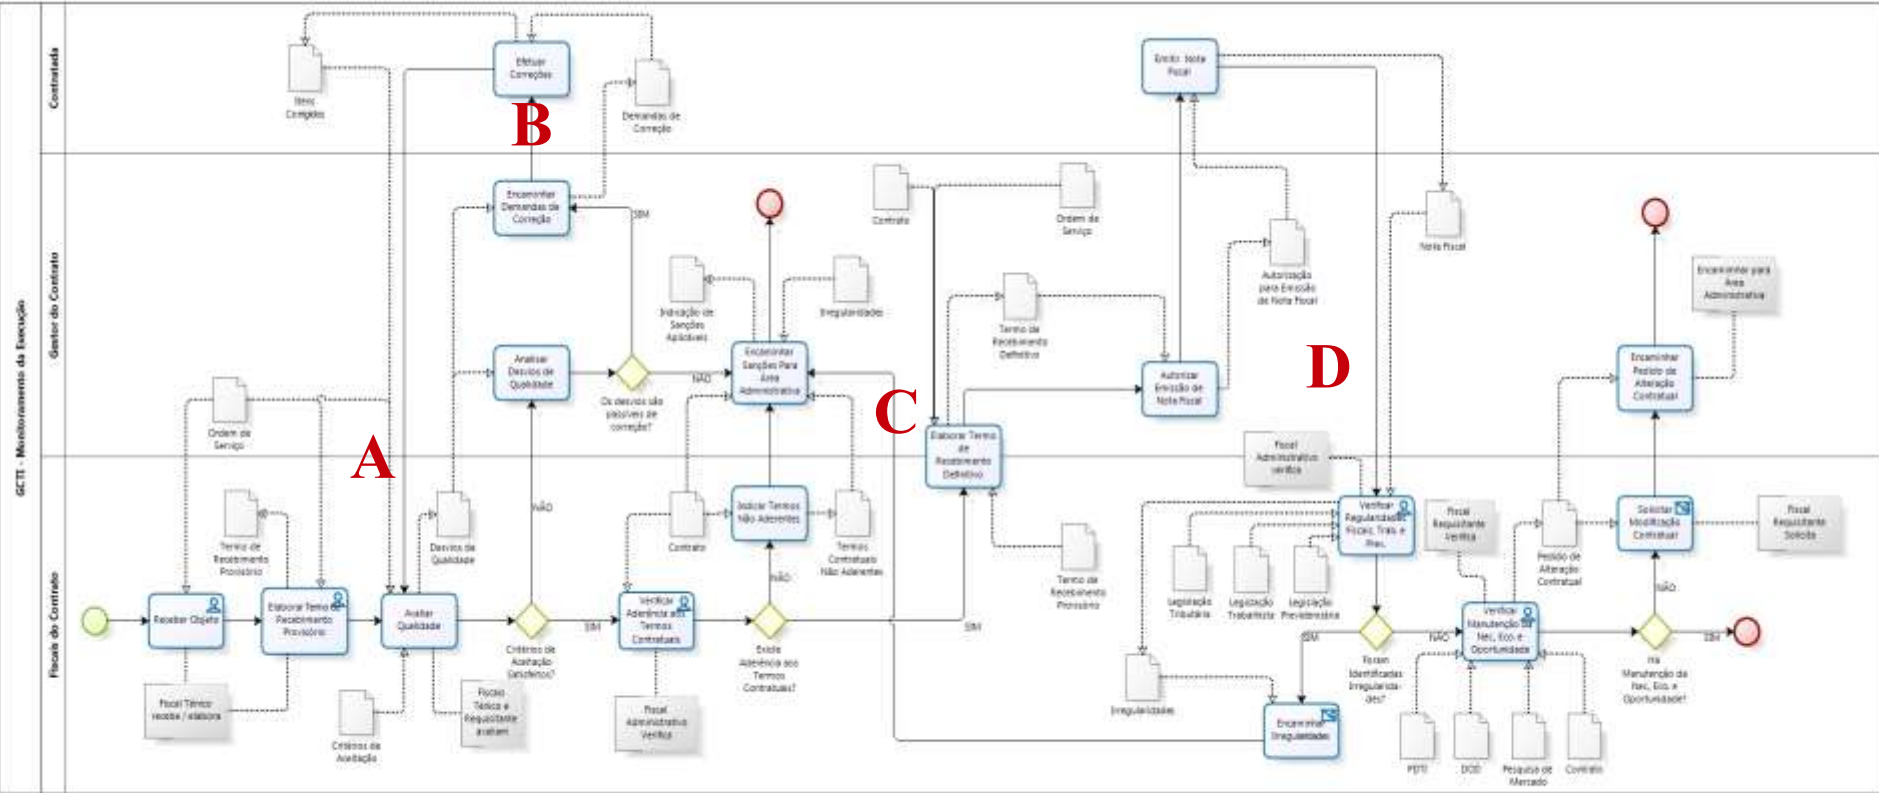 GCTI - Monitoramento da Execução
Contratada
Efetuar
Correções
Itens
Corrigidos
B
Demandas de
Correção
Emitir Nota
Fiscal
Gestor do Contrato
Encaminhar
Demandas de
Correção
SIM
Analisar
Desvios de
Qualidade
Os desvios são
passíveis de
correção?
NÃO
Indicação de
Sanções
Aplicáveis
Irregularidades
Encaminhar
Sanções Para
Área
Administrativa
Contrato
Ordem de
Serviço
Termo de
Recebimento
Definitivo
Autorizar
Emissão de
Nota Fiscal
Autorização
para Emissão
de Nota Fiscal
Nota Fiscal
D
C
Elaborar Termo
de
Recebimento
Definitivo
Encaminhar para
Área
Administrativa
Encaminhar
Pedido de
Alteração
Contratual
Ordem de
Serviço
A
Fiscais do Contrato
Termo de
Recebimento
Provisório
Receber Objeto
Elaborar Termo de
Recebimento
Provisório
Avaliar
Qualidade
Desvios de
Qualidade
Fiscal Técnico
recebe / elabora
Critérios de
Aceitação
Fiscais
Técnico e
Requisitante
avaliam
NÃO
Critérios de
Aceitação
Satisfeitos?
SIM
Verificar
Aderência aos
Termos
Contratuais
Fiscal
Administrativo
Verifica
Contrato
Indicar Termos
Não Aderentes
Termos
Contratuais
Não Aderentes
NÃO
Existe
Aderência aos
Termos
Contratuais?
SIM
Termo de
Recebimento
Provisório
Fiscal
Administrativo
verifica
Verificar
Regularidades
Fiscais, Trab. e
Prev.
Legislação
Tributária
Legislação
Trabalhista
Legislação
Previdenciária
Irregularidades
Encaminhar
Irregularidades
SIM
Foram
Identificadas
Irregularida-
des?
NÃO
Fiscal
Requisitante
Verifica
Verificar
Manutenção da
Nec, Eco. e
Oportunidade
PDTI
DOD
Pesquisa de
Mercado
Contrato
Pedido de
Alteração
Contratual
Solicitar
Modificação
Contratual
Fiscal
Requisitante
Solicita
NÃO
Há
Manutenção da
Nec, Eco. e
Oportunidade?
SIM